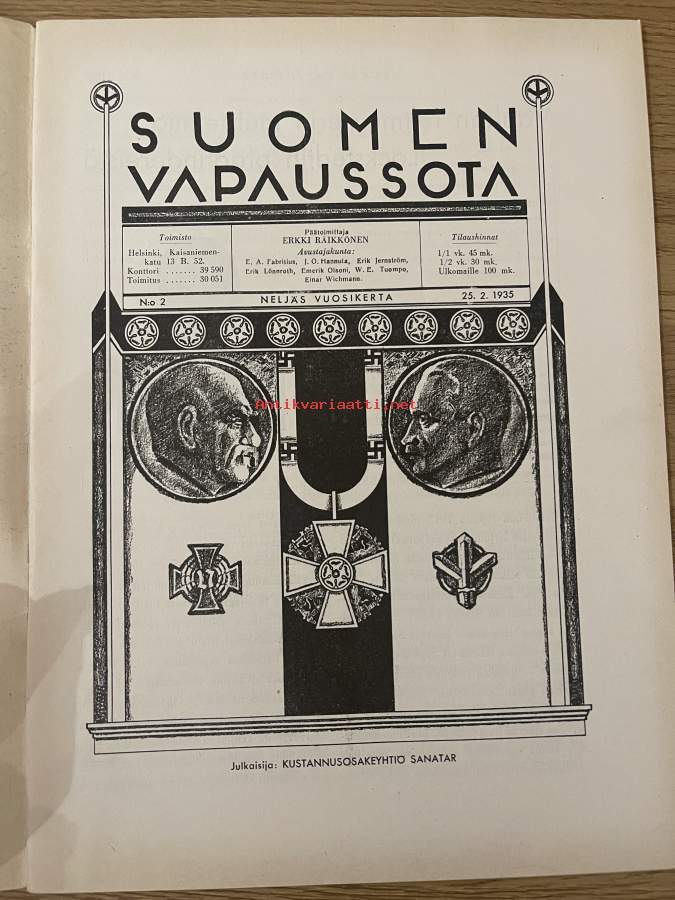 SUOMEN
VAPAUSSOTA
Toimisto
Helsinki, Kaisaniemen-
katu 13 B. 52.
Konttori ....... 39 590
Toimitus ....... 30 051
Päätoimittaja
ERKKI RÄIKKÖNEN
Avustajakunta:
E. A. Fabritius, J. O. Hannula, Erik Jernström,
Erik Lönnroth, Emerik Olsoni, W. E. Tuompo,
Einar Wichmann.
Tilaushinnat
1/1 vk. 45 mk.
1/2 vk. 30 mk.
Ulkomaille 100 mk.
N:o 2
NELJÄS VUOSIKERTA
25. 2. 1935
Antikvariaatti.net
27
Julkaisija: KUSTANNUSOSAKEYHTIÖ SANATAR